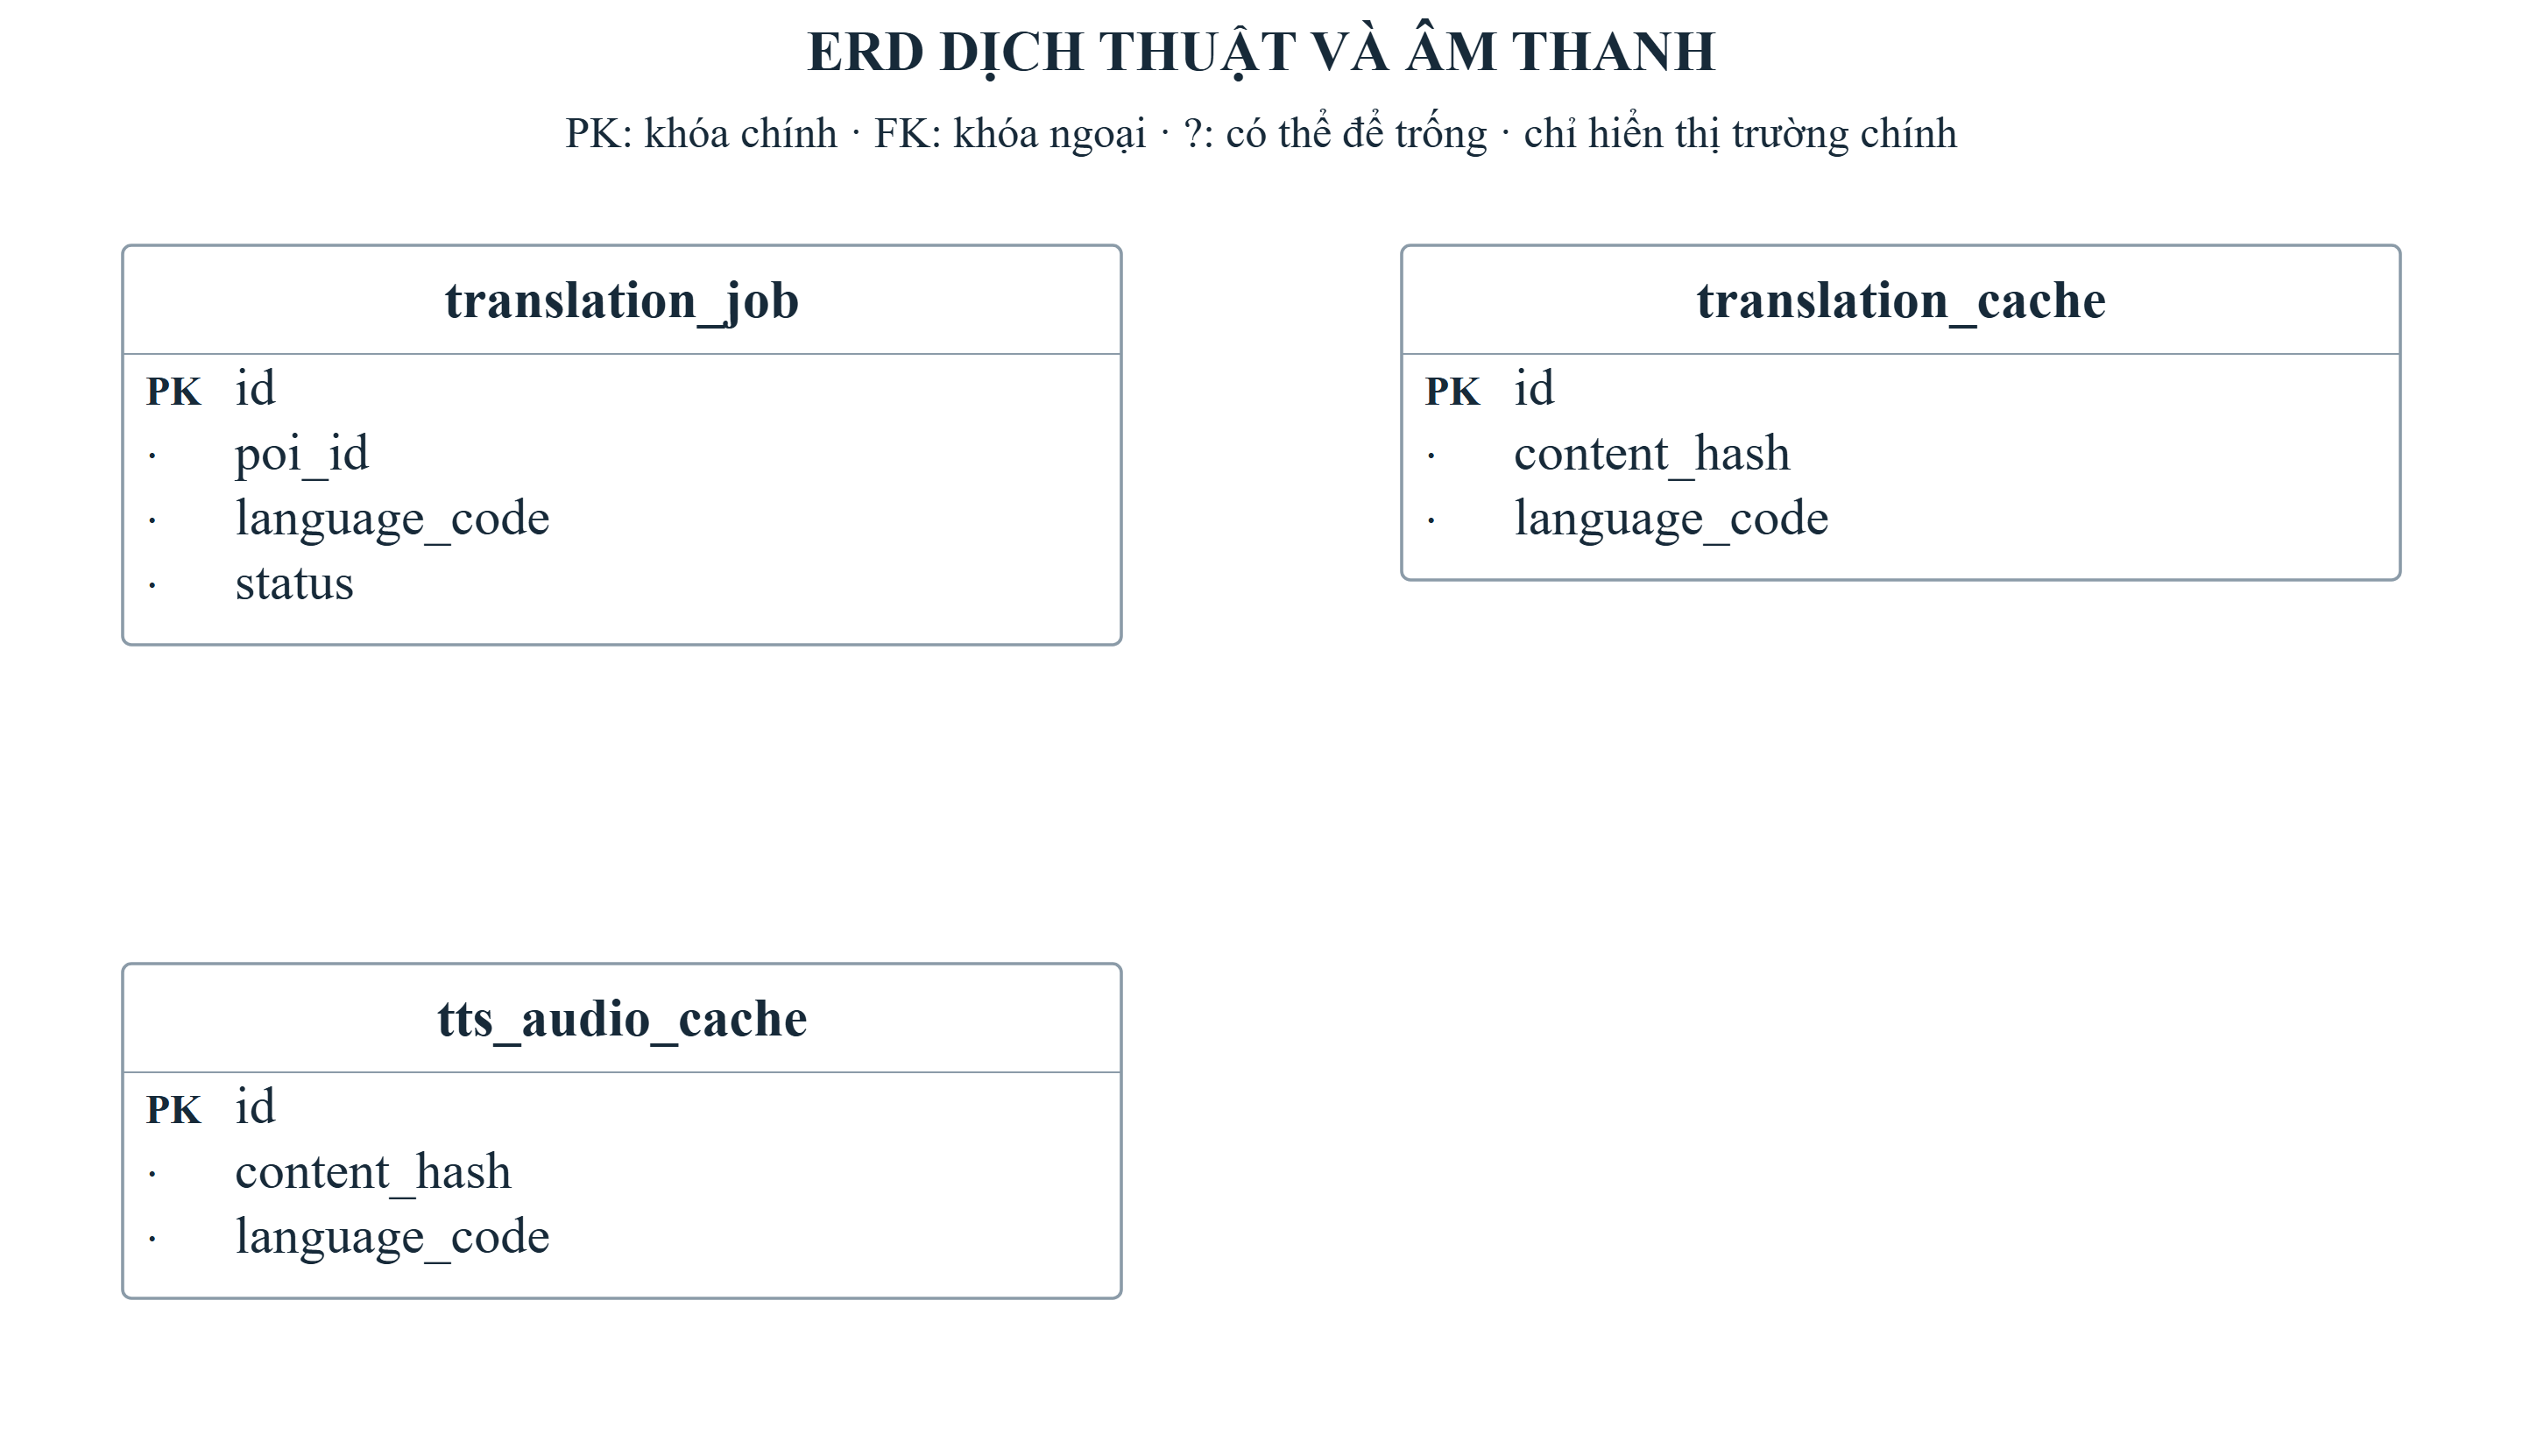 ERD DỊCH THUẬT VÀ ÂM THANH
PK: khóa chính · FK: khóa ngoại · ?: có thể để trống · chỉ hiển thị trường chính
translation_job
PK id
· poi_id
· language_code
· status
translation_cache
PK id
· content_hash
· language_code
tts_audio_cache
PK id
· content_hash
· language_code